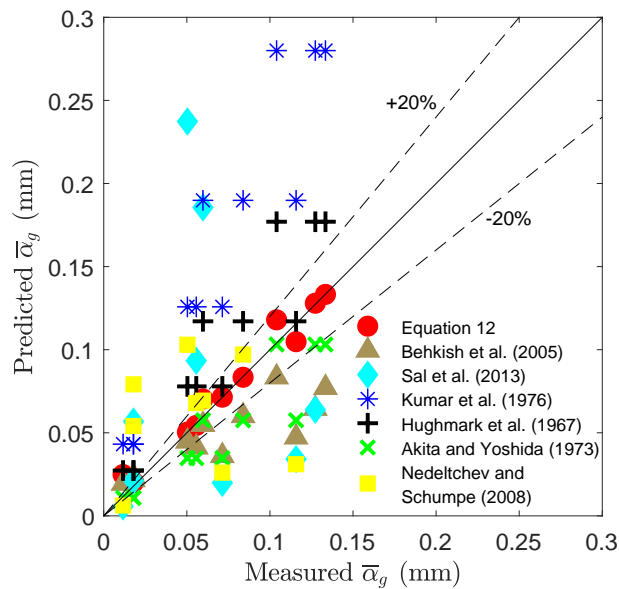 0.3
0.25
0.2
0.15
0.1
0.05
0
Predicted α̅g (mm)
+20%
-20%
Equation 12
Behkish et al. (2005)
Sal et al. (2013)
Kumar et al. (1976)
Hughmark et al. (1967)
Akita and Yoshida (1973)
Nedeltchev and
Schumpe (2008)
0 0.05 0.1 0.15 0.2 0.25 0.3
Measured α̅g (mm)